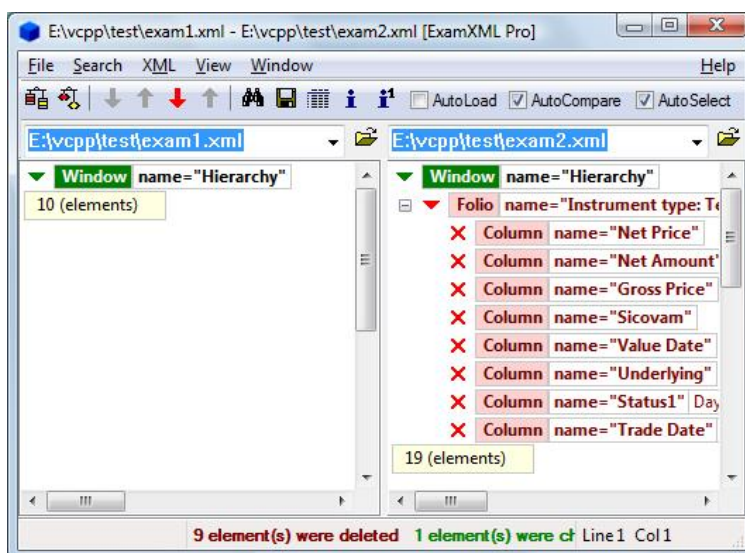 E:\vcpp\test\exam1.xml - E:\vcpp\test\exam2.xml [ExamXML Pro]
File Search XML View Window Help
AutoLoad AutoCompare AutoSelect
E:\vcpp\test\exam1.xml
Window name="Hierarchy"
10 (elements)
E:\vcpp\test\exam2.xml
Window name="Hierarchy"
Folio name="Instrument type: Te
Column name="Net Price"
Column name="Net Amount"
Column name="Gross Price"
Column name="Sicovam"
Column name="Value Date"
Column name="Underlying"
Column name="Status1" Day
Column name="Trade Date"
19 (elements)
9 element(s) were deleted 1 element(s) were ch Line1 Col1